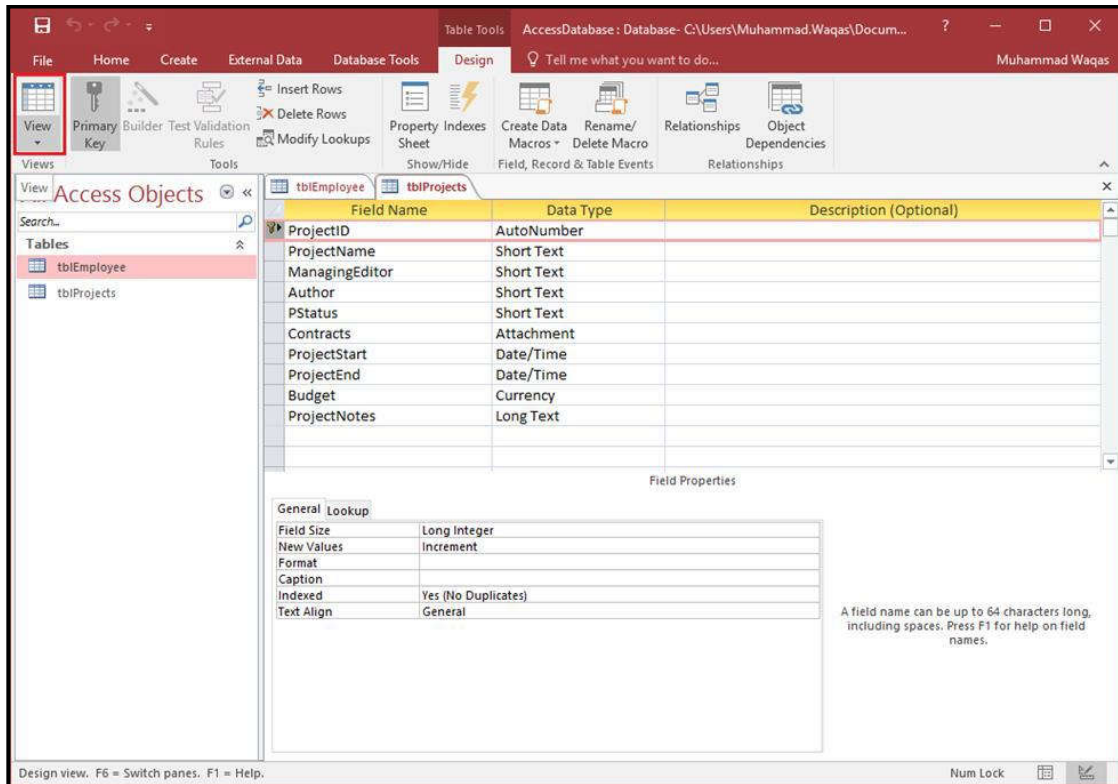 Table Tools AccessDatabase : Database- C:\Users\Muhammad.Waqas\Docum... ?
File Home Create External Data Database Tools Design Tell me what you want to do... Muhammad Waqas
View Primary Key Builder Test Validation Rules Insert Rows Delete Rows Modify Lookups Property Sheet Indexes Create Data Macros Rename/ Delete Macro Relationships Object Dependencies
Views Tools Show/Hide Field, Record & Table Events Relationships
View Access Objects
tblEmployee tblProjects
Search...
Tables
tblEmployee
tblProjects
Field Name Data Type Description (Optional)
ProjectID AutoNumber
ProjectName Short Text
ManagingEditor Short Text
Author Short Text
PStatus Short Text
Contracts Attachment
ProjectStart Date/Time
ProjectEnd Date/Time
Budget Currency
ProjectNotes Long Text
Field Properties
General Lookup
Field Size Long Integer
New Values Increment
Format
Caption
Indexed Yes (No Duplicates)
Text Align General
A field name can be up to 64 characters long,
including spaces. Press F1 for help on field
names.
Design view. F6 = Switch panes. F1 = Help. Num Lock